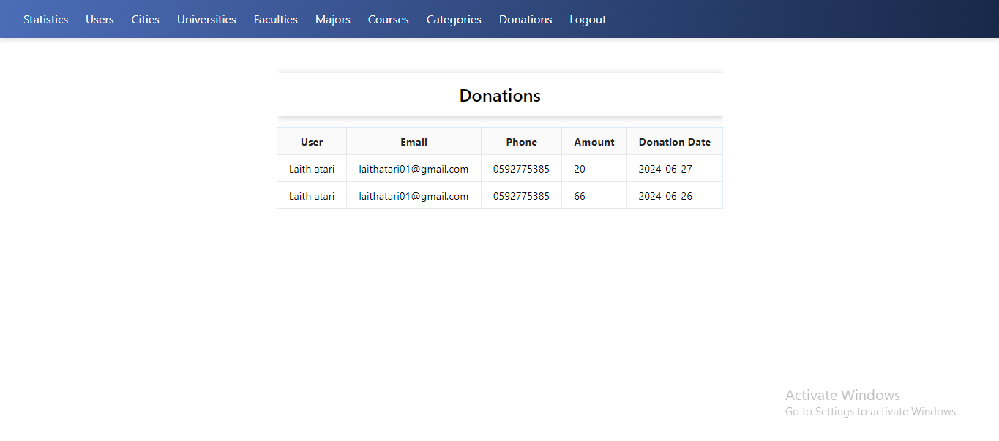 Statistics Users Cities Universities Faculties Majors Courses Categories Donations Logout
Donations
User Email Phone Amount Donation Date
Laith atari laithatari01@gmail.com 0592775385 20 2024-06-27
Laith atari laithatari01@gmail.com 0592775385 66 2024-06-26
Activate Windows
Go to Settings to activate Windows.